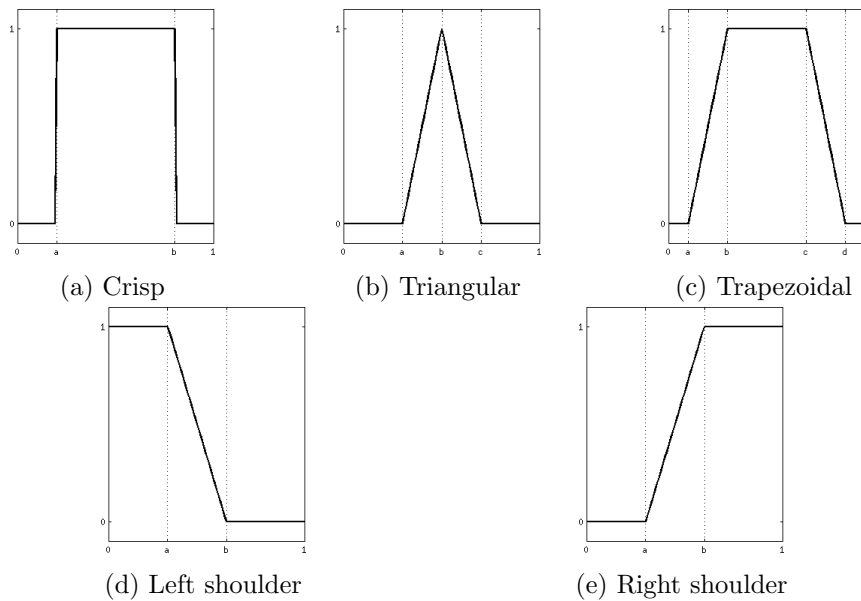 1 1 1
0 0 0
0 a b 1 0 a b c 1 0 a b c d
(a) Crisp (b) Triangular (c) Trapezoidal
1 1
0 0
0 a b 1 0 a b 1
(d) Left shoulder (e) Right shoulder